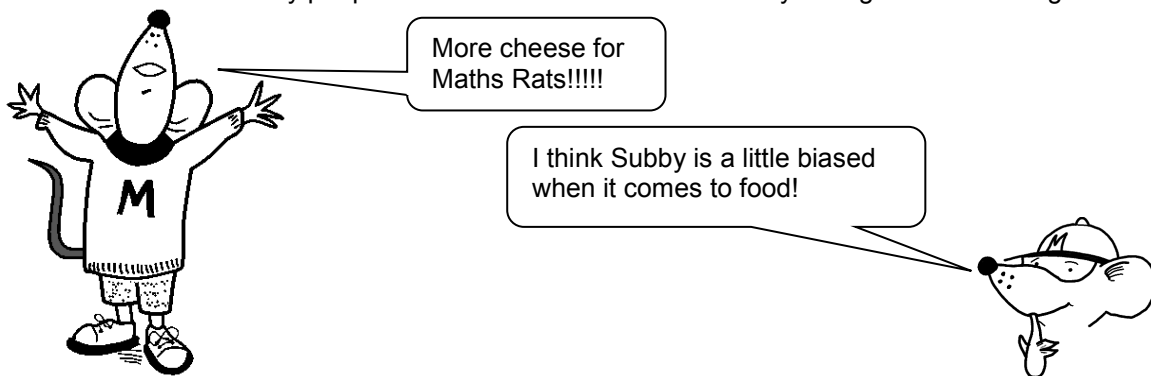 More cheese for
Maths Rats!!!!!
I think Subby is a little biased
when it comes to food!
M
M